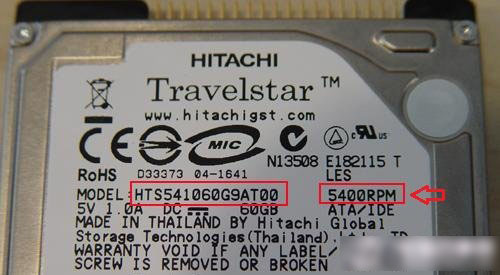 HITACHI
Travelstar™
www.hitachigst.com
CE MIC N13508 E182115 T
RoHS D33373 04-1641 LES
MODEL: HTS541060G9AT00 5400RPM
5V 1.0A DC 60GB ATA/IDE
MADE IN THAILAND BY Hitachi Global
Storage Technologies(Thailand)
WARRANTY VOID IF ANY LABEL/
SCREW IS REMOVED OR BROKEN